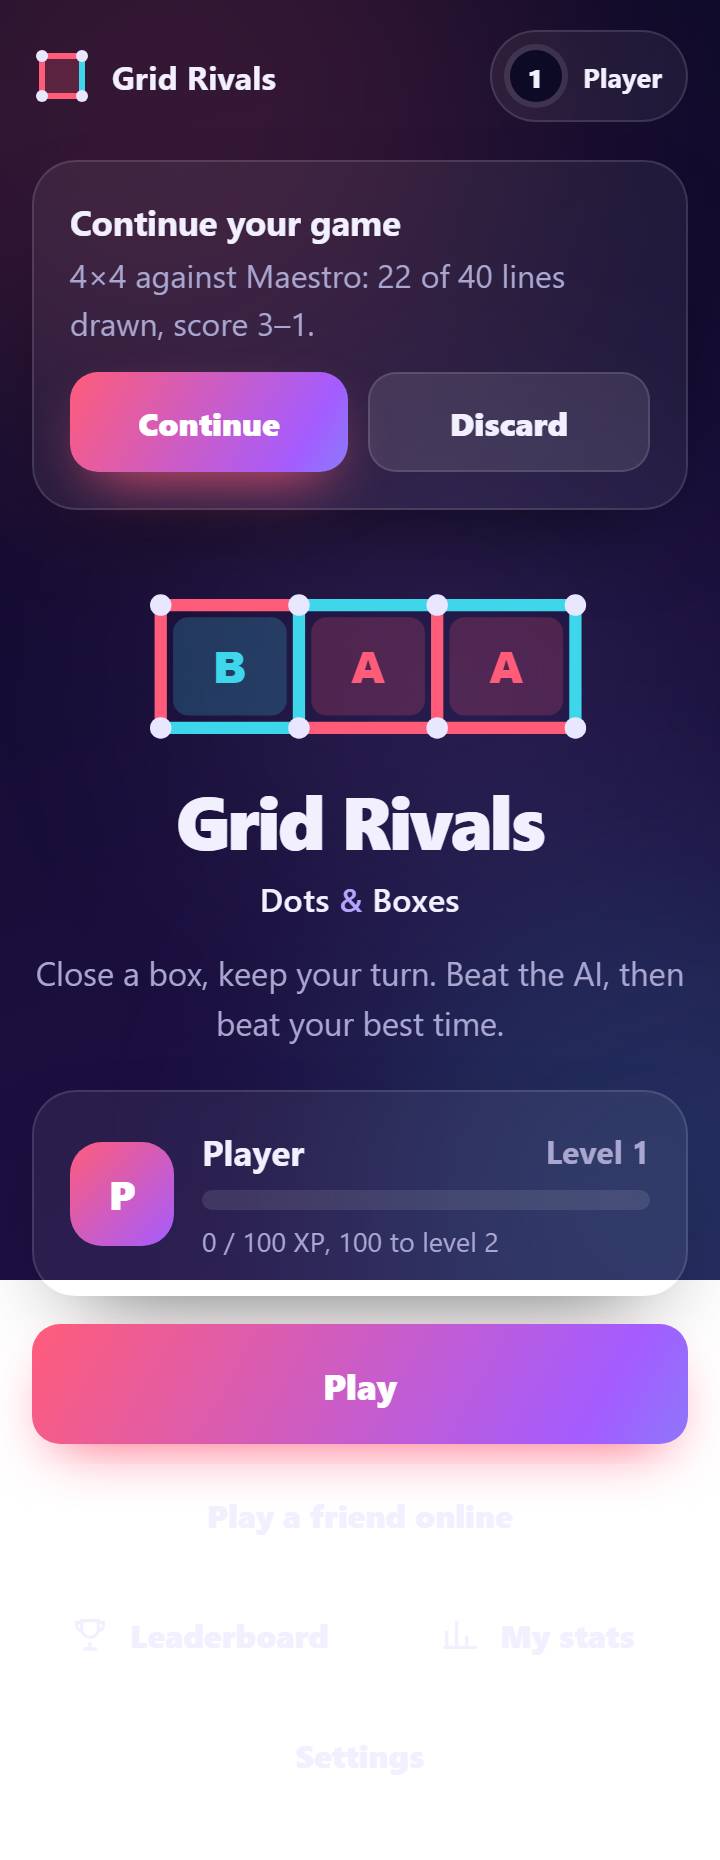 Grid Rivals
1 Player
Continue your game
4×4 against Maestro: 22 of 40 lines
drawn, score 3–1.
Continue Discard
B A A
Grid Rivals
Dots & Boxes
Close a box, keep your turn. Beat the AI, then
beat your best time.
P
Player Level 1
0 / 100 XP, 100 to level 2
Play
Play a friend online
Leaderboard My stats
Settings